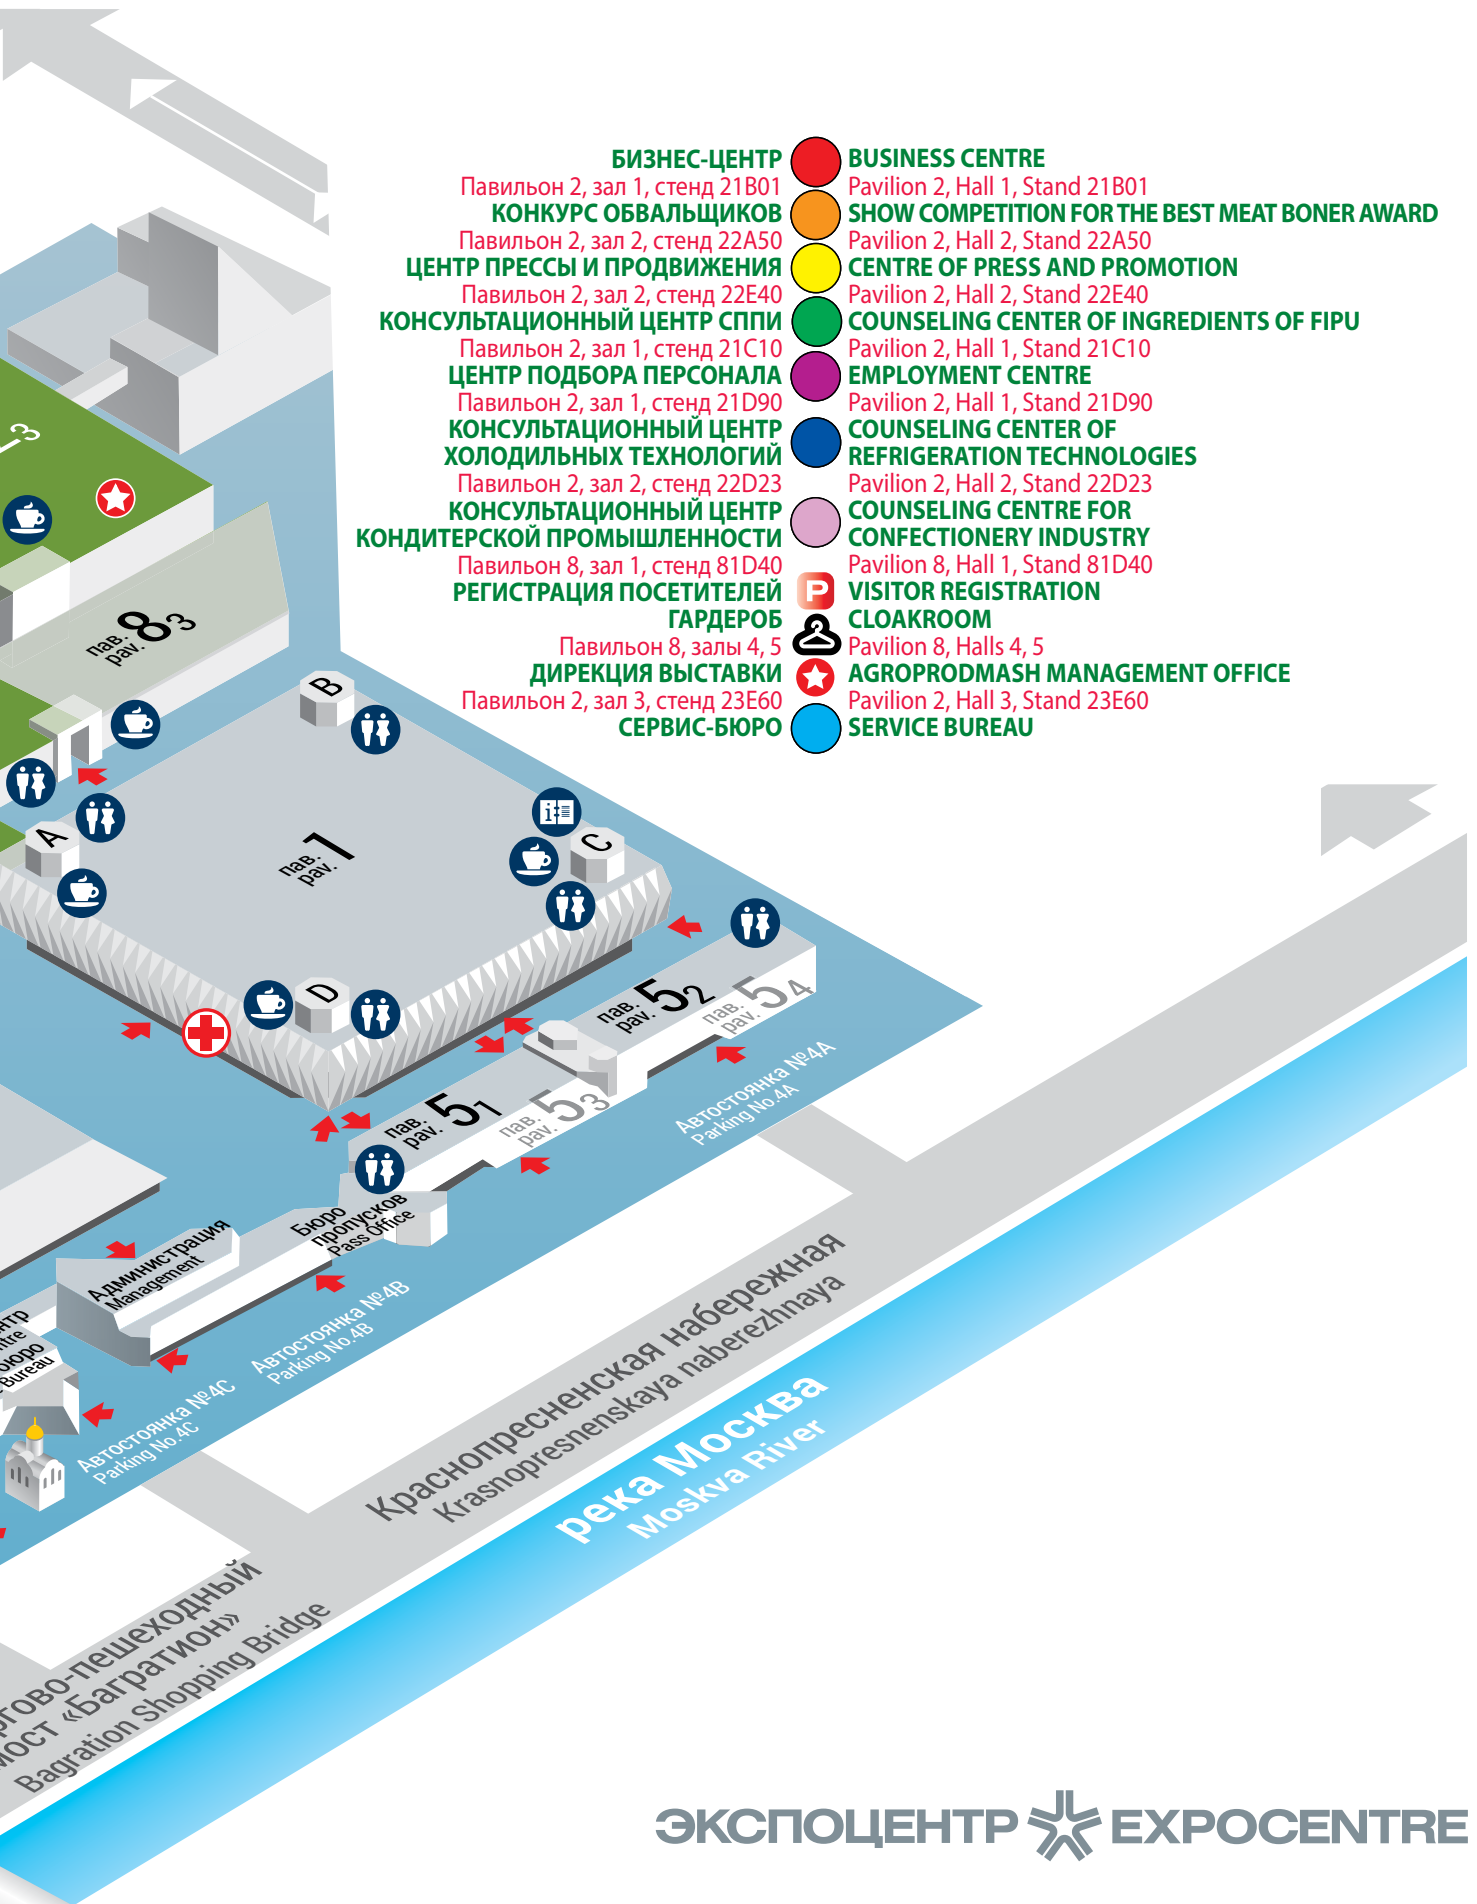 БИЗНЕС-ЦЕНТР
Павильон 2, зал 1, стенд 21B01
КОНКУРС ОБВАЛЬЩИКОВ
Павильон 2, зал 2, стенд 22A50
ЦЕНТР ПРЕССЫ И ПРОДВИЖЕНИЯ
Павильон 2, зал 2, стенд 22E40
КОНСУЛЬТАЦИОННЫЙ ЦЕНТР СППИ
Павильон 2, зал 1, стенд 21C10
ЦЕНТР ПОДБОРА ПЕРСОНАЛА
Павильон 2, зал 1, стенд 21D90
КОНСУЛЬТАЦИОННЫЙ ЦЕНТР
ХОЛОДИЛЬНЫХ ТЕХНОЛОГИЙ
Павильон 2, зал 2, стенд 22D23
КОНСУЛЬТАЦИОННЫЙ ЦЕНТР
КОНДИТЕРСКОЙ ПРОМЫШЛЕННОСТИ
Павильон 8, зал 1, стенд 81D40
РЕГИСТРАЦИЯ ПОСЕТИТЕЛЕЙ
ГАРДЕРОБ
Павильон 8, залы 4, 5
ДИРЕКЦИЯ ВЫСТАВКИ
Павильон 2, зал 3, стенд 23E60
СЕРВИС-БЮРО
P
BUSINESS CENTRE
Pavilion 2, Hall 1, Stand 21B01
SHOW COMPETITION FOR THE BEST MEAT BONER AWARD
Pavilion 2, Hall 2, Stand 22A50
CENTRE OF PRESS AND PROMOTION
Pavilion 2, Hall 2, Stand 22E40
COUNSELING CENTER OF INGREDIENTS OF FIPU
Pavilion 2, Hall 1, Stand 21C10
EMPLOYMENT CENTRE
Pavilion 2, Hall 1, Stand 21D90
COUNSELING CENTER OF
REFRIGERATION TECHNOLOGIES
Pavilion 2, Hall 2, Stand 22D23
COUNSELING CENTRE FOR
CONFECTIONERY INDUSTRY
Pavilion 8, Hall 1, Stand 81D40
VISITOR REGISTRATION
CLOAKROOM
Pavilion 8, Halls 4, 5
AGROPRODMASH MANAGEMENT OFFICE
Pavilion 2, Hall 3, Stand 23E60
SERVICE BUREAU
3
пав. 8 3
pav.
B
A
пав. 1
pav.
i
C
D
пав. 5 2
pav.
пав. 5 4
pav.
пав. 5 1
pav.
пав. 5 3
pav.
Автостоянка №4A
Parking No.4A
Бюро
пропусков
Pass Office
Администрация
Management
Автостоянка №4B
Parking No.4B
бюро
Bureau
Автостоянка №4C
Parking No.4C
Краснопресненская набережная
Krasnopresnenskaya naberezhnaya
река Москва
Moskva River
пешеходный
мост «Багратион»
Bagration Shopping Bridge
ЭКСПОЦЕНТР EXPOCENTRE